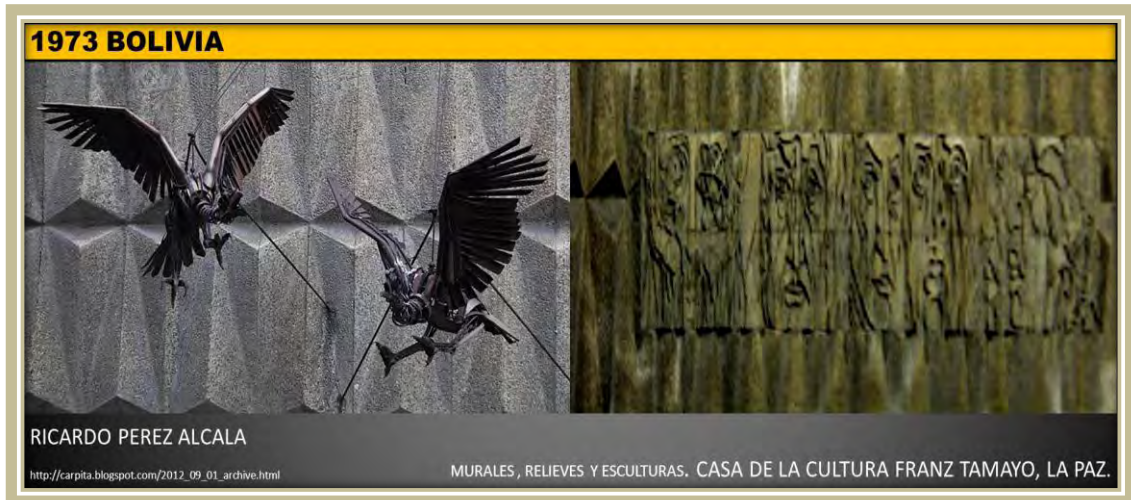 1973 BOLIVIA
RICARDO PEREZ ALCALA
http://carpita.blogspot.com/2012_09_01_archive.html
MURALES, RELIEVES Y ESCULTURAS. CASA DE LA CULTURA FRANZ TAMAYO, LA PAZ.